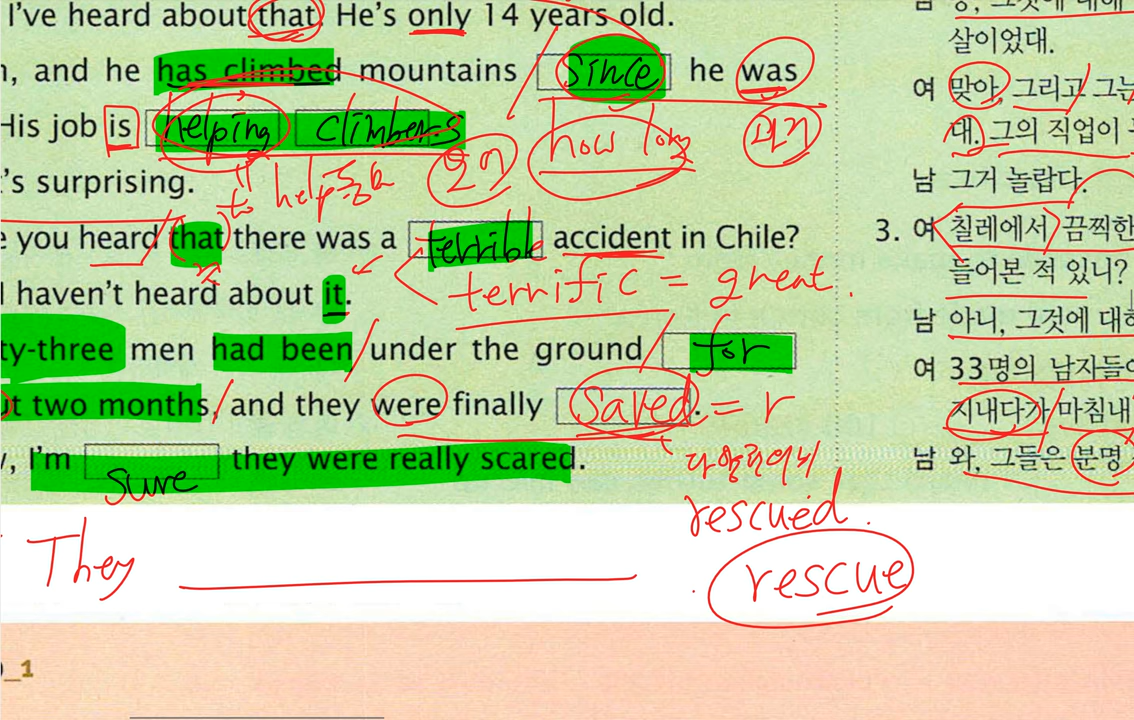 I've heard about that. He's only 14 years old.
, and he has climbed mountains since he was
His job is helping climbers
how long
과거
's surprising.
to
you heard that there was a terrible accident in Chile?
I haven't heard about it.
terrific = great.
ty-three men had been under the ground for
t two months, and they were finally saved. = r
, I'm sure they were really scared.
rescued.
They
rescue
_1
살이었대.
여 맞아, 그리고 그는
대. 그의 직업이
남 그거 놀랍다.
3. 여 칠레에서 끔찍한
들어본 적 있니?
남 아니, 그것에 대해
여 33명의 남자들이
지내다가 마침내
남 와, 그들은 분명